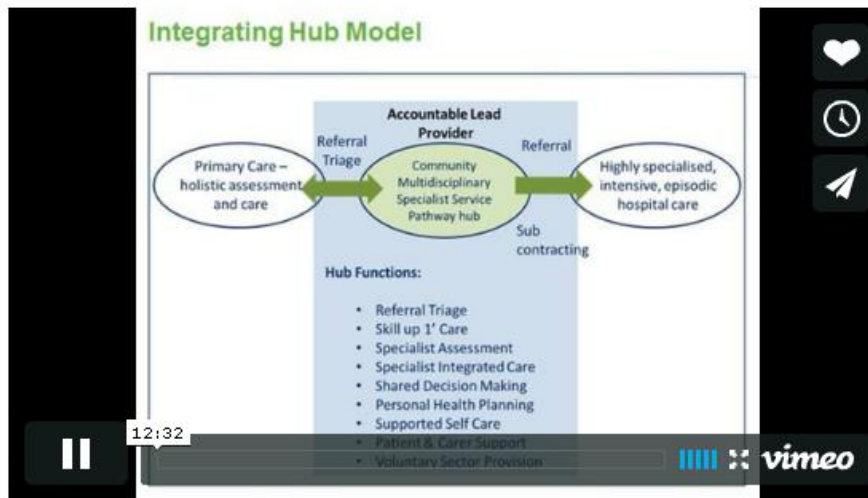 Integrating Hub Model
Accountable Lead
Provider
Referral
Triage
Referral
Primary Care –
holistic assessment
and care
Community
Multidisciplinary
Specialist Service
Pathway hub
Highly specialised,
intensive, episodic
hospital care
Sub
contracting
Hub Functions:
• Referral Triage
• Skill up 1' Care
• Specialist Assessment
• Specialist Integrated Care
• Shared Decision Making
• Personal Health Planning
• Supported Self Care
• Patient & Carer Support
• Voluntary Sector Provision
12:32
vimeo